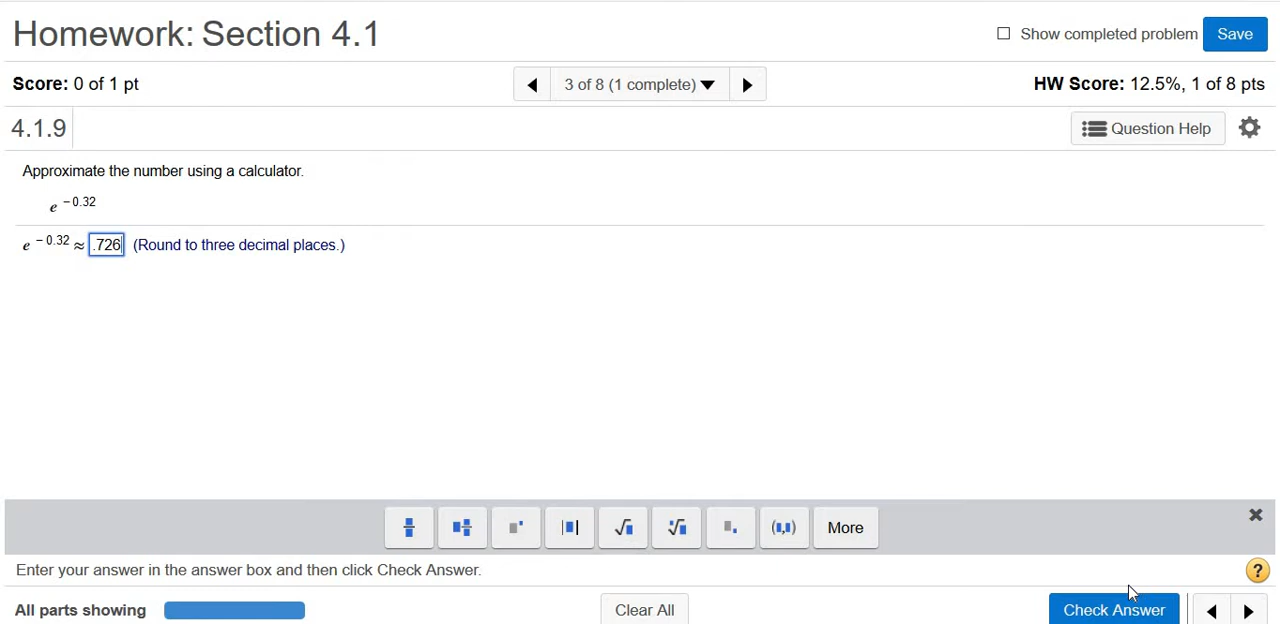 Homework: Section 4.1
Show completed problem Save
Score: 0 of 1 pt
3 of 8 (1 complete)
HW Score: 12.5%, 1 of 8 pts
4.1.9
Question Help
Approximate the number using a calculator.
e^−0.32
e^−0.32 ≈ .726 (Round to three decimal places.)
More
Enter your answer in the answer box and then click Check Answer.
?
All parts showing
Clear All
Check Answer